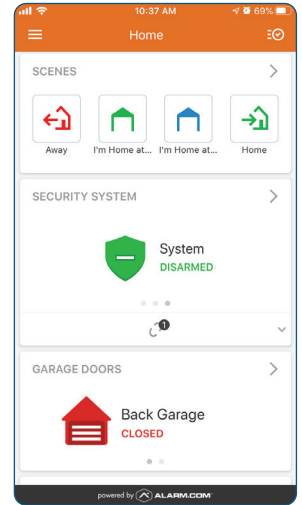 10:37 AM
69%
Home
SCENES
Away
I'm Home at...
I'm Home at...
Home
SECURITY SYSTEM
System
DISARMED
1
GARAGE DOORS
Back Garage
CLOSED
powered by ALARM.COM